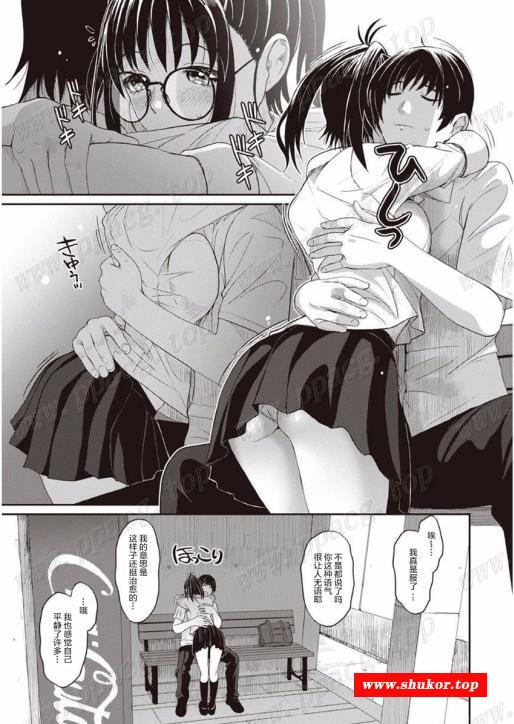 ドキ
ドキ
ドキ
ドキ
ひしっ
きゅっ
唉～…
我真是服了…
不是都说了吗
你这种语气
很让人无语耶
ほっこり
我的意思是
这样子还挺治愈的…
…哦
我也感觉自己
平静了许多…
www.ppacg.top
www.shukor.top